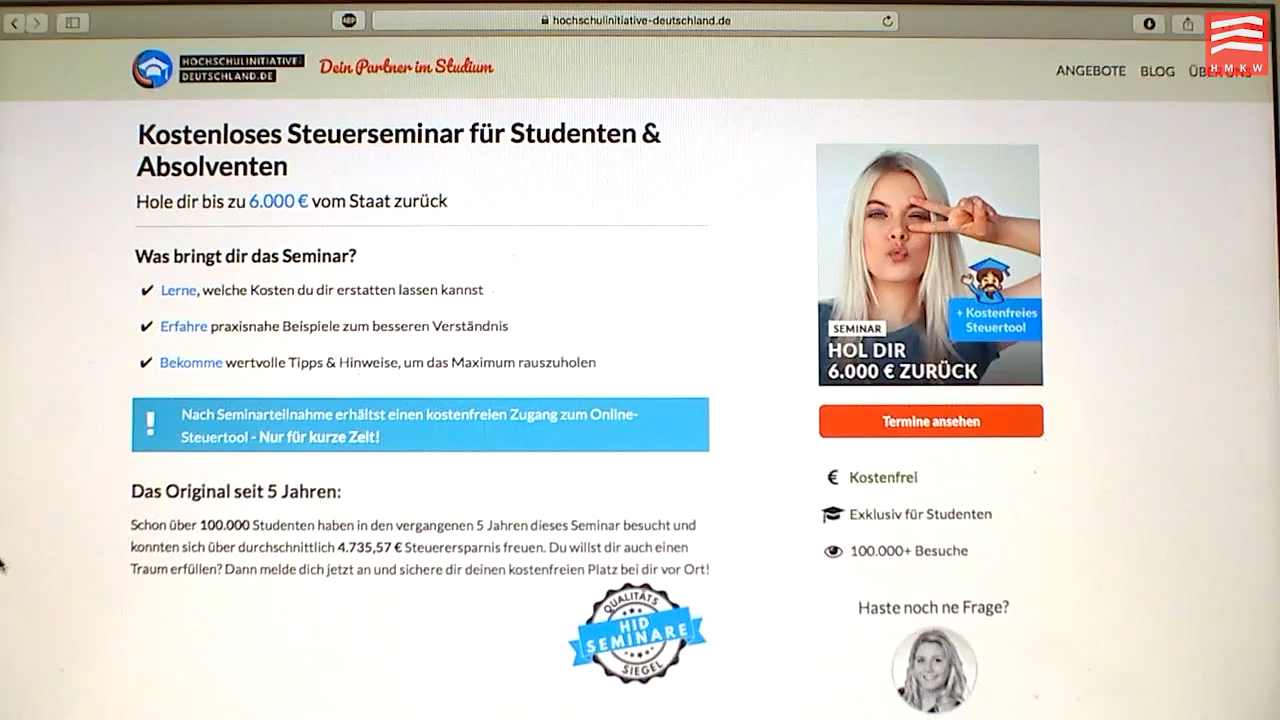 ABP
hochschulinitiative-deutschland.de
HMKW
HOCHSCHULINITIATIVE
DEUTSCHLAND.DE
Dein Partner im Studium
ANGEBOTE BLOG ÜBER UNS
Kostenloses Steuerseminar für Studenten &
Absolventen
Hole dir bis zu 6.000 € vom Staat zurück
Was bringt dir das Seminar?
✔ Lerne, welche Kosten du dir erstatten lassen kannst
✔ Erfahre praxisnahe Beispiele zum besseren Verständnis
✔ Bekomme wertvolle Tipps & Hinweise, um das Maximum rauszuholen
! Nach Seminarteilnahme erhältst einen kostenfreien Zugang zum Online-
Steuertool - Nur für kurze Zeit!
Das Original seit 5 Jahren:
Schon über 100.000 Studenten haben in den vergangenen 5 Jahren dieses Seminar besucht und
konnten sich über durchschnittlich 4.735,57 € Steuerersparnis freuen. Du willst dir auch einen
Traum erfüllen? Dann melde dich jetzt an und sichere dir deinen kostenfreien Platz bei dir vor Ort!
QUALITÄTS
HID
SEMINARE
SIEGEL
+ Kostenfreies
Steuertool
SEMINAR
HOL DIR
6.000 € ZURÜCK
Termine ansehen
€ Kostenfrei
Exklusiv für Studenten
100.000+ Besuche
Haste noch ne Frage?